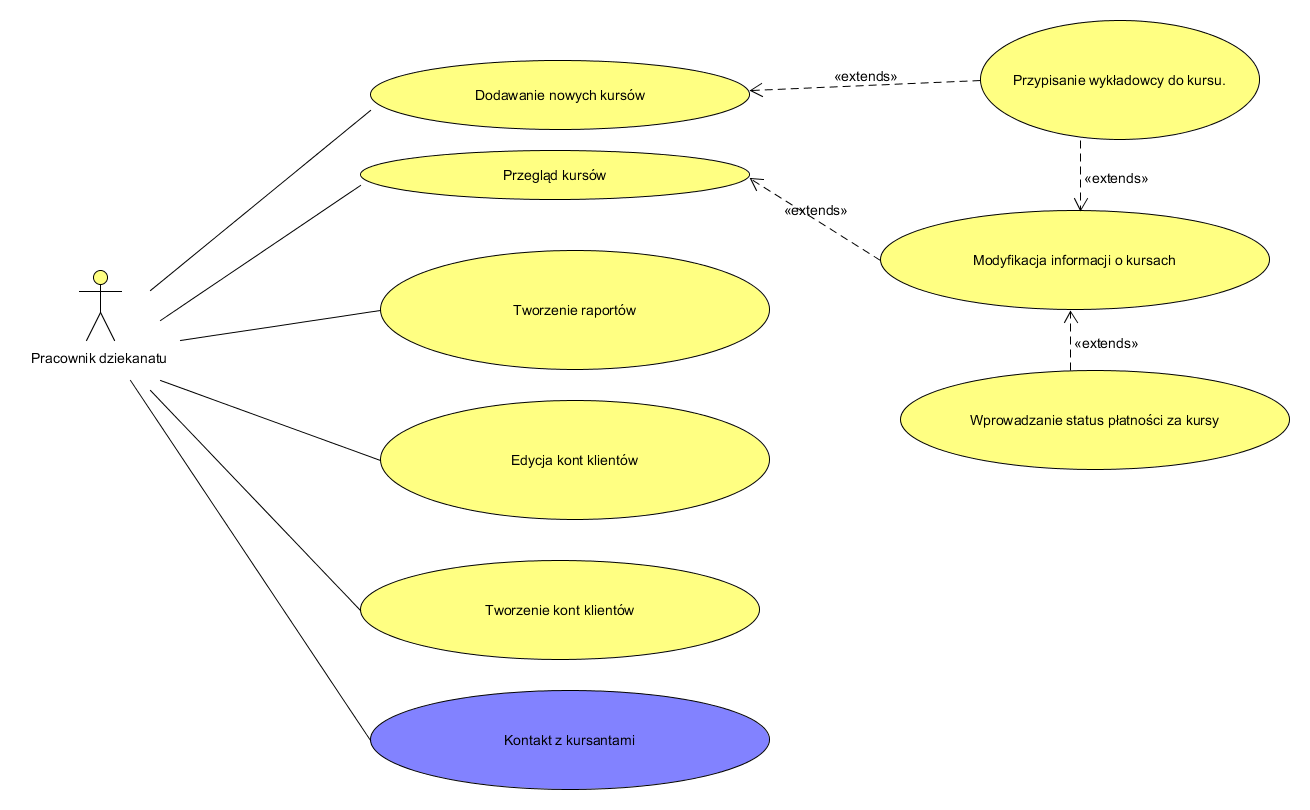 «extends»
Przypisanie wykładowcy do kursu.
Dodawanie nowych kursów
Przegląd kursów
«extends»
«extends»
Modyfikacja informacji o kursach
Tworzenie raportów
«extends»
Pracownik dziekanatu
Wprowadzanie status płatności za kursy
Edycja kont klientów
Tworzenie kont klientów
Kontakt z kursantami